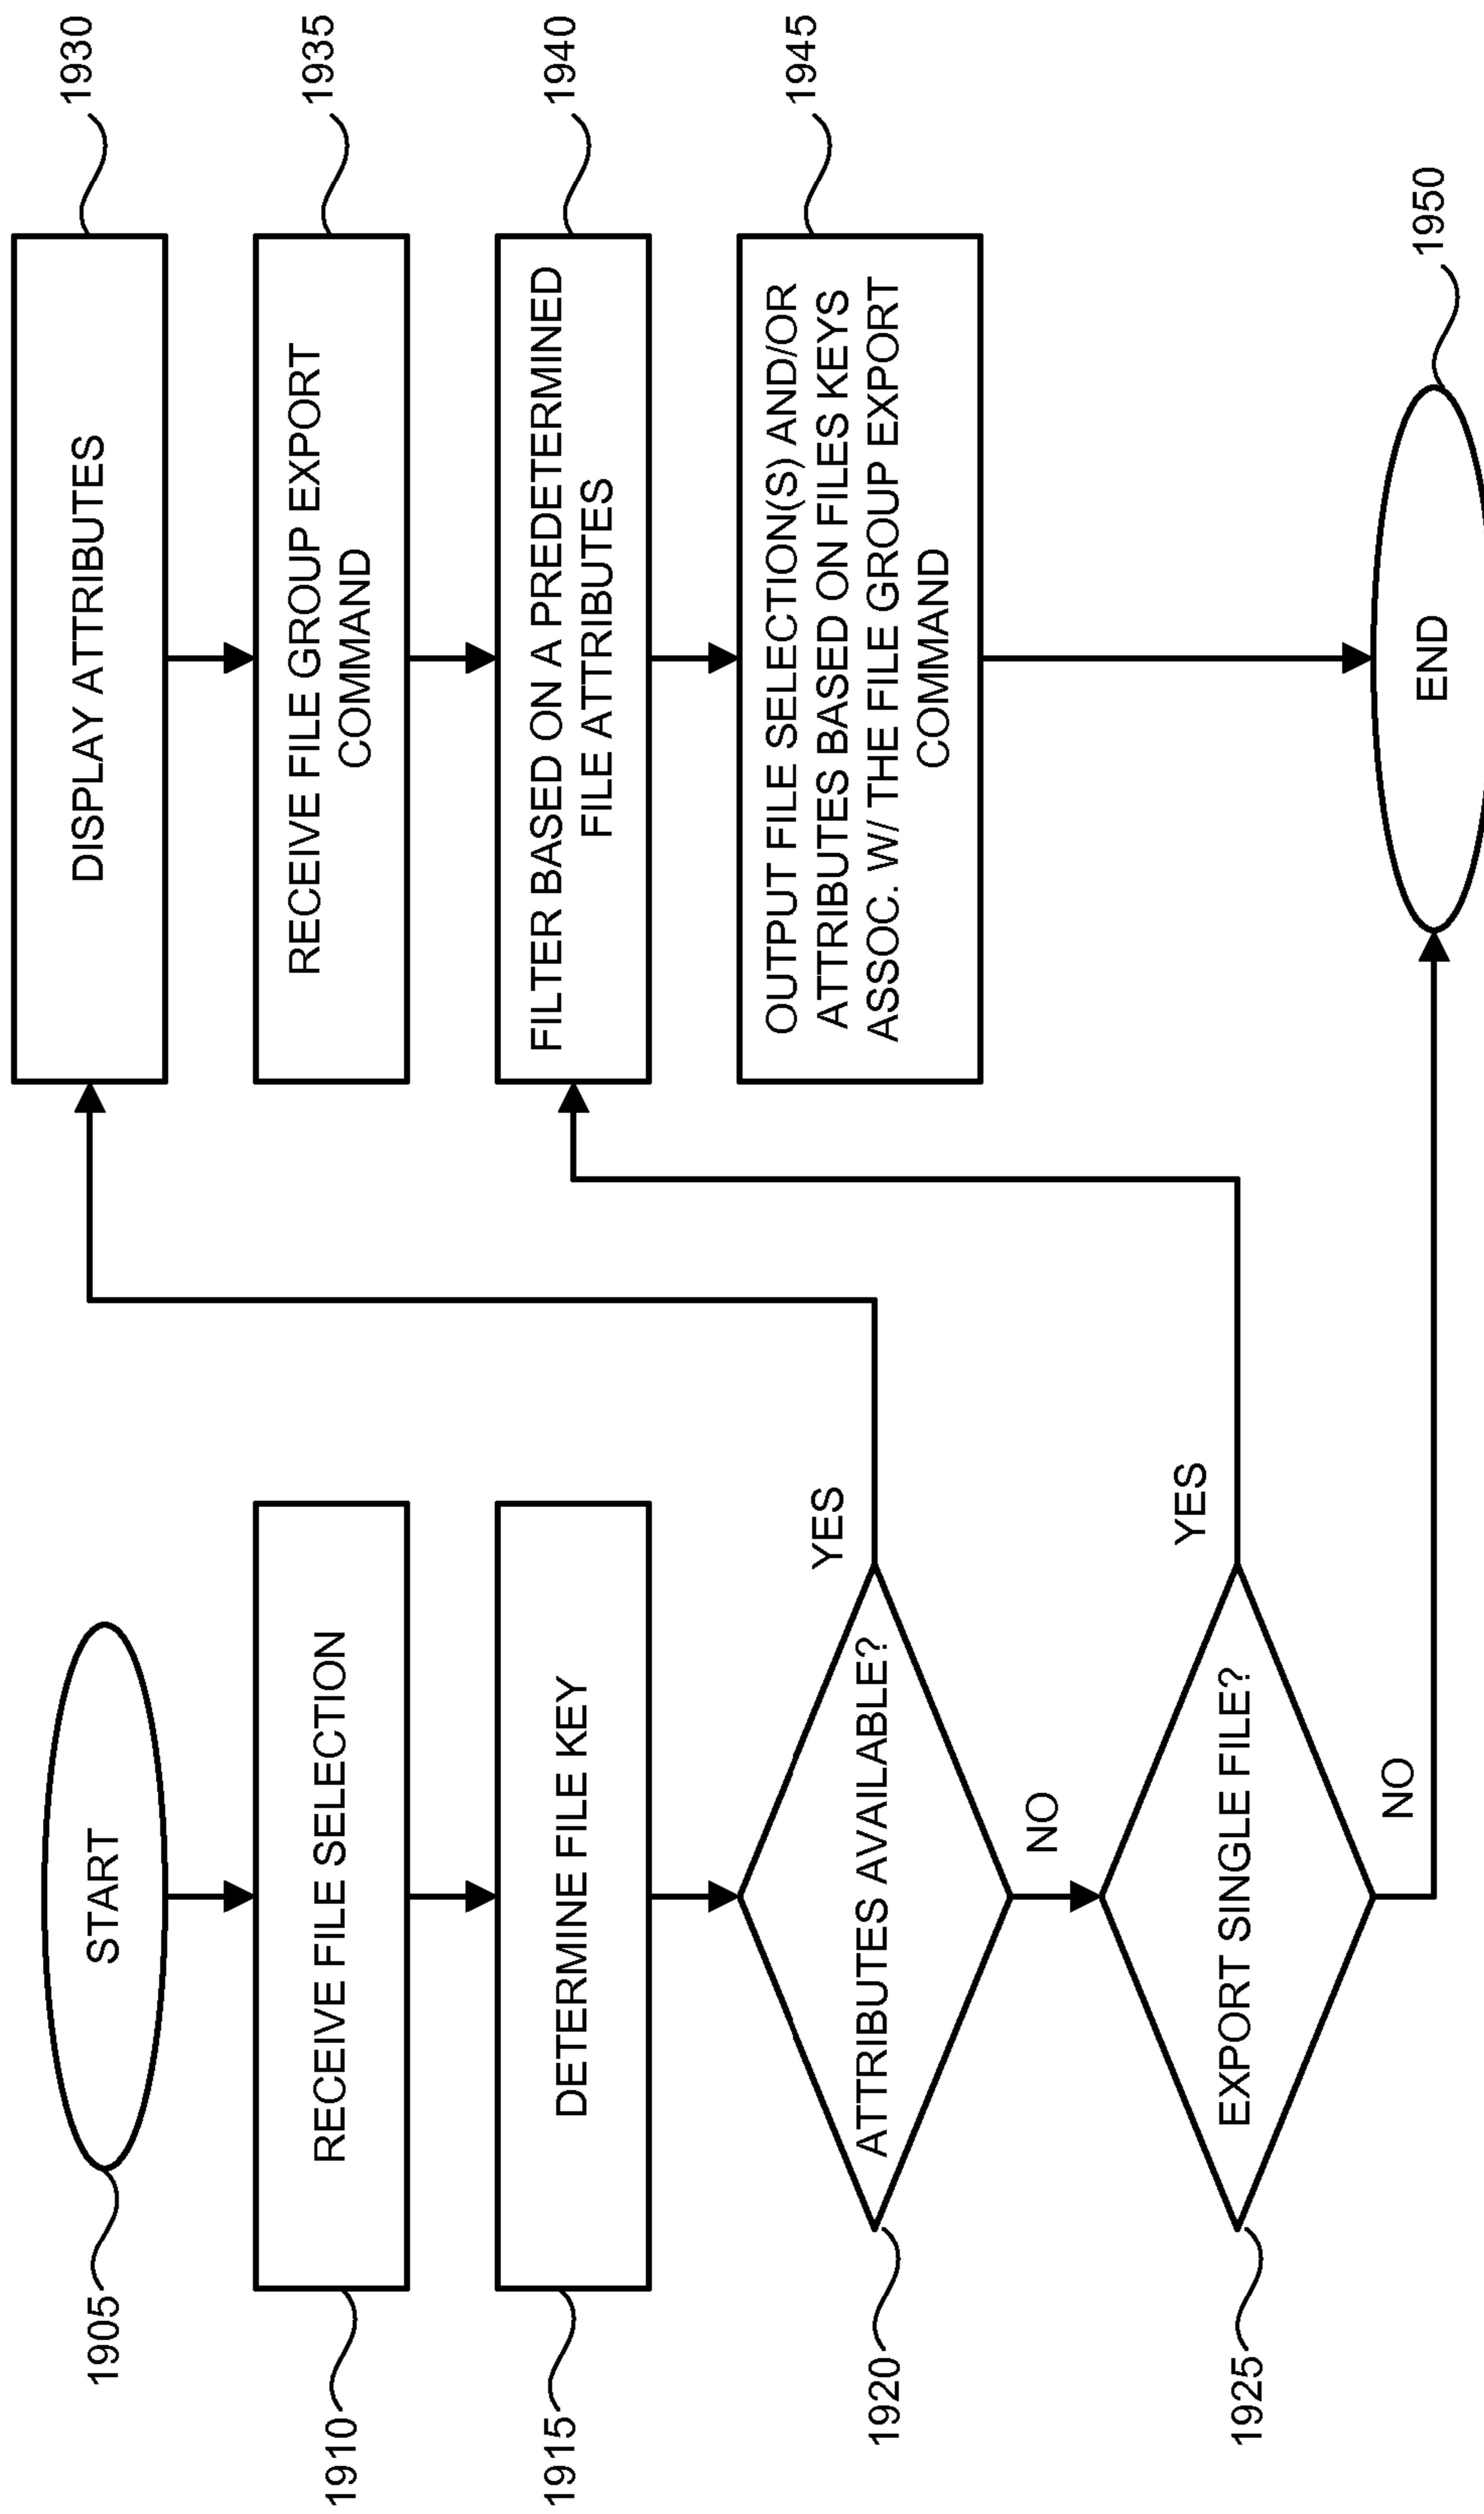 START
1905
RECEIVE FILE SELECTION
1910
DETERMINE FILE KEY
1915
ATTRIBUTES AVAILABLE?
1920
YES
NO
EXPORT SINGLE FILE?
1925
YES
NO
DISPLAY ATTRIBUTES
1930
RECEIVE FILE GROUP EXPORT
COMMAND
1935
FILTER BASED ON A PREDETERMINED
FILE ATTRIBUTES
1940
OUTPUT FILE SELECTION(S) AND/OR
ATTRIBUTES BASED ON FILES KEYS
ASSOC. W/ THE FILE GROUP EXPORT
COMMAND
1945
END
1950